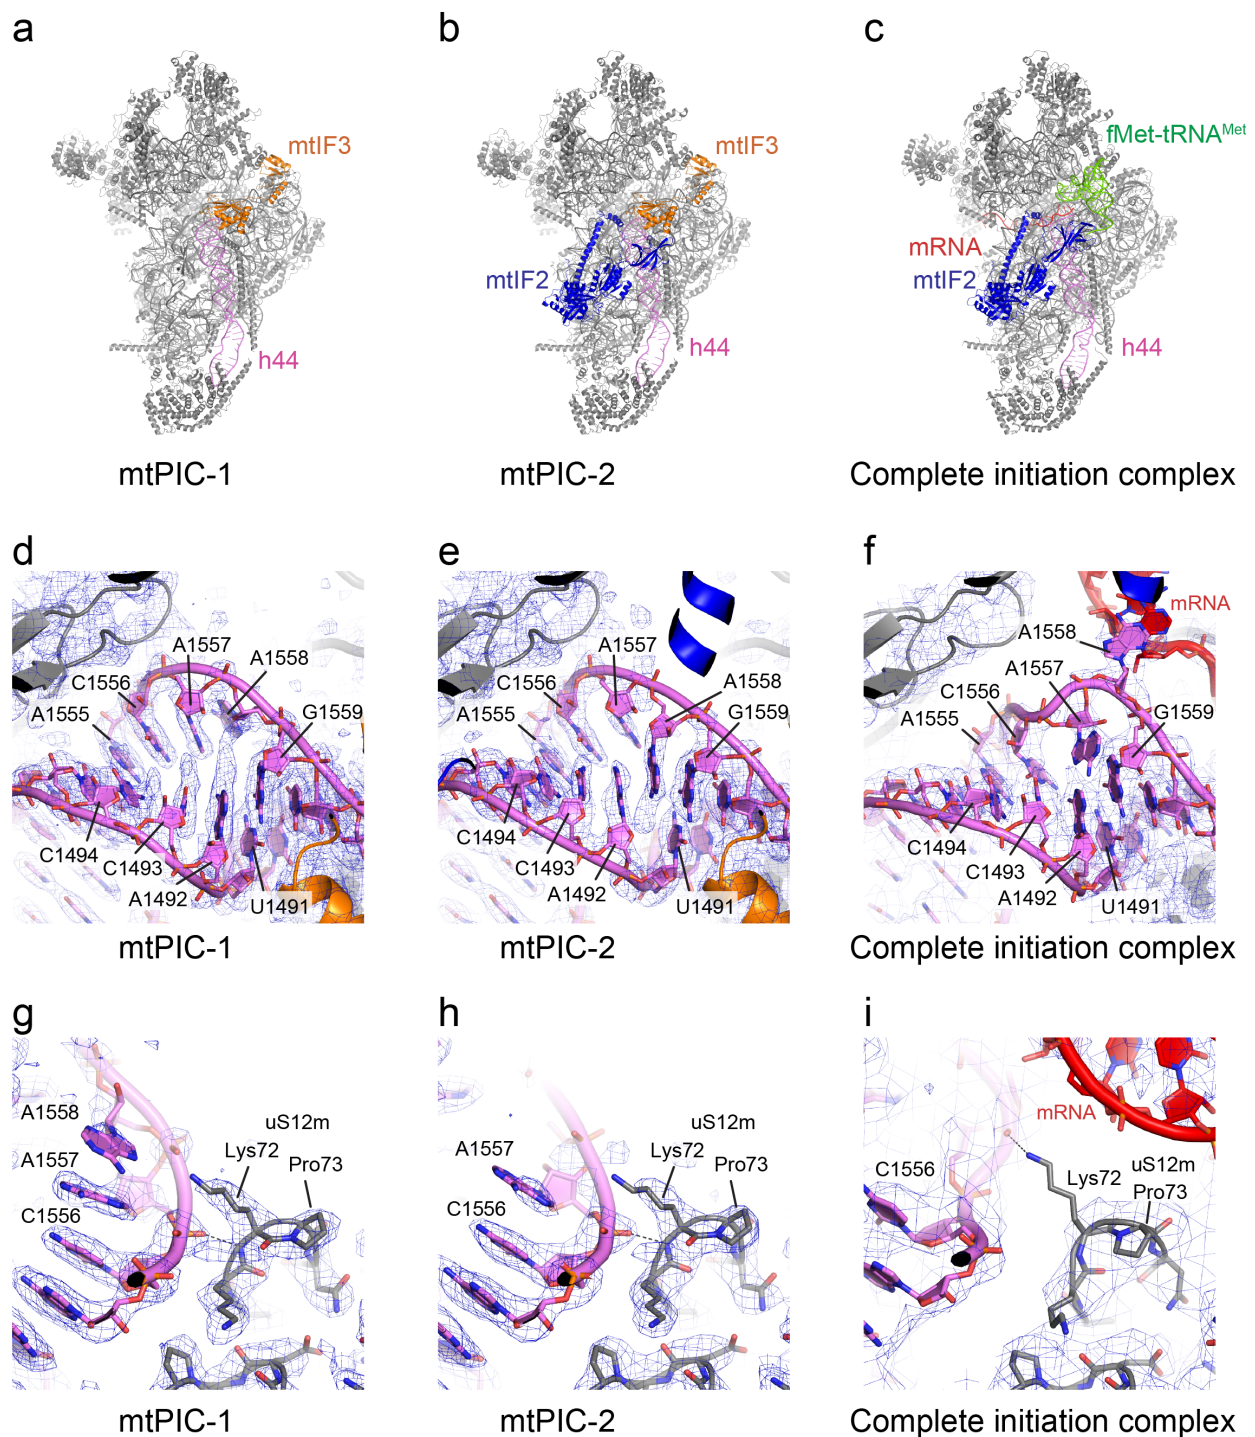 a
b
c
mtIF3
mtIF3
fMet-tRNAMet
mRNA
mtIF2
mtIF2
h44
h44
h44
mtPIC-1
mtPIC-2
Complete initiation complex
d
e
f
A1557
A1558
C1556
G1559
A1555
C1494
C1493
A1492
U1491
A1557
C1556
A1558
G1559
A1555
C1494
C1493
A1492
U1491
mRNA
A1558
A1557
C1556
G1559
A1555
C1494
C1493
A1492
U1491
mtPIC-1
mtPIC-2
Complete initiation complex
g
h
i
A1558
uS12m
Lys72
Pro73
A1557
C1556
uS12m
A1557
Lys72
Pro73
C1556
mRNA
C1556
Lys72
uS12m
Pro73
mtPIC-1
mtPIC-2
Complete initiation complex